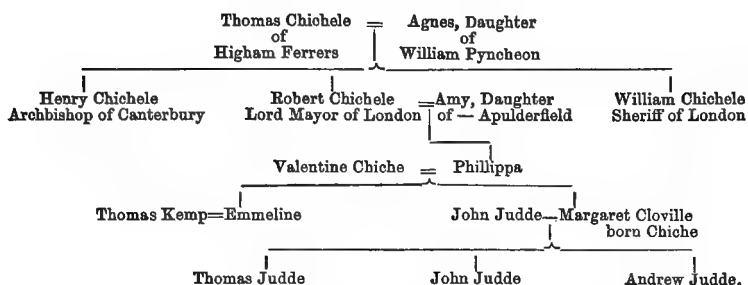 Thomas Chichele = Agnes, Daughter
of of
Higham Ferrers William Pyncheon
Henry Chichele Robert Chichele = Amy, Daughter William Chichele
Archbishop of Canterbury Lord Mayor of London of — Apulderfield Sheriff of London
Valentine Chiche = Phillippa
Thomas Kemp=Emmeline John Judde—Margaret Cloville
born Chiche
Thomas Judde John Judde Andrew Judde.